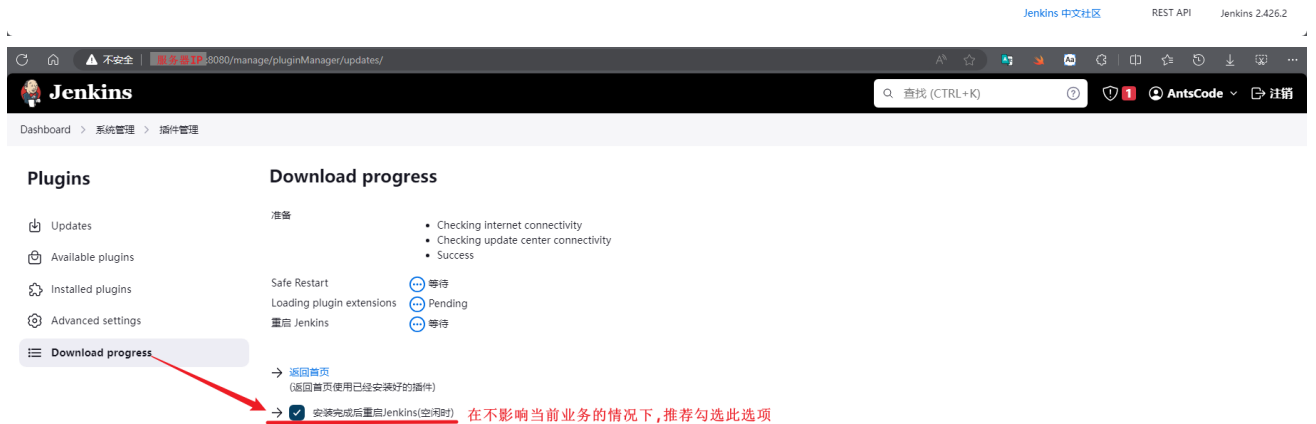 Jenkins 中文社区 REST API Jenkins 2.426.2
不安全 服务器IP:8080/manage/pluginManager/updates/
Jenkins 查找 (CTRL+K) 1 AntsCode 注销
Dashboard > 系统管理 > 插件管理
Plugins
Updates
Available plugins
Installed plugins
Advanced settings
Download progress
Download progress
准备
Checking internet connectivity
Checking update center connectivity
Success
Safe Restart 等待
Loading plugin extensions Pending
重启 Jenkins 等待
返回首页
(返回首页使用已经安装好的插件)
安装完成后重启Jenkins(空闲时) 在不影响当前业务的情况下,推荐勾选此选项